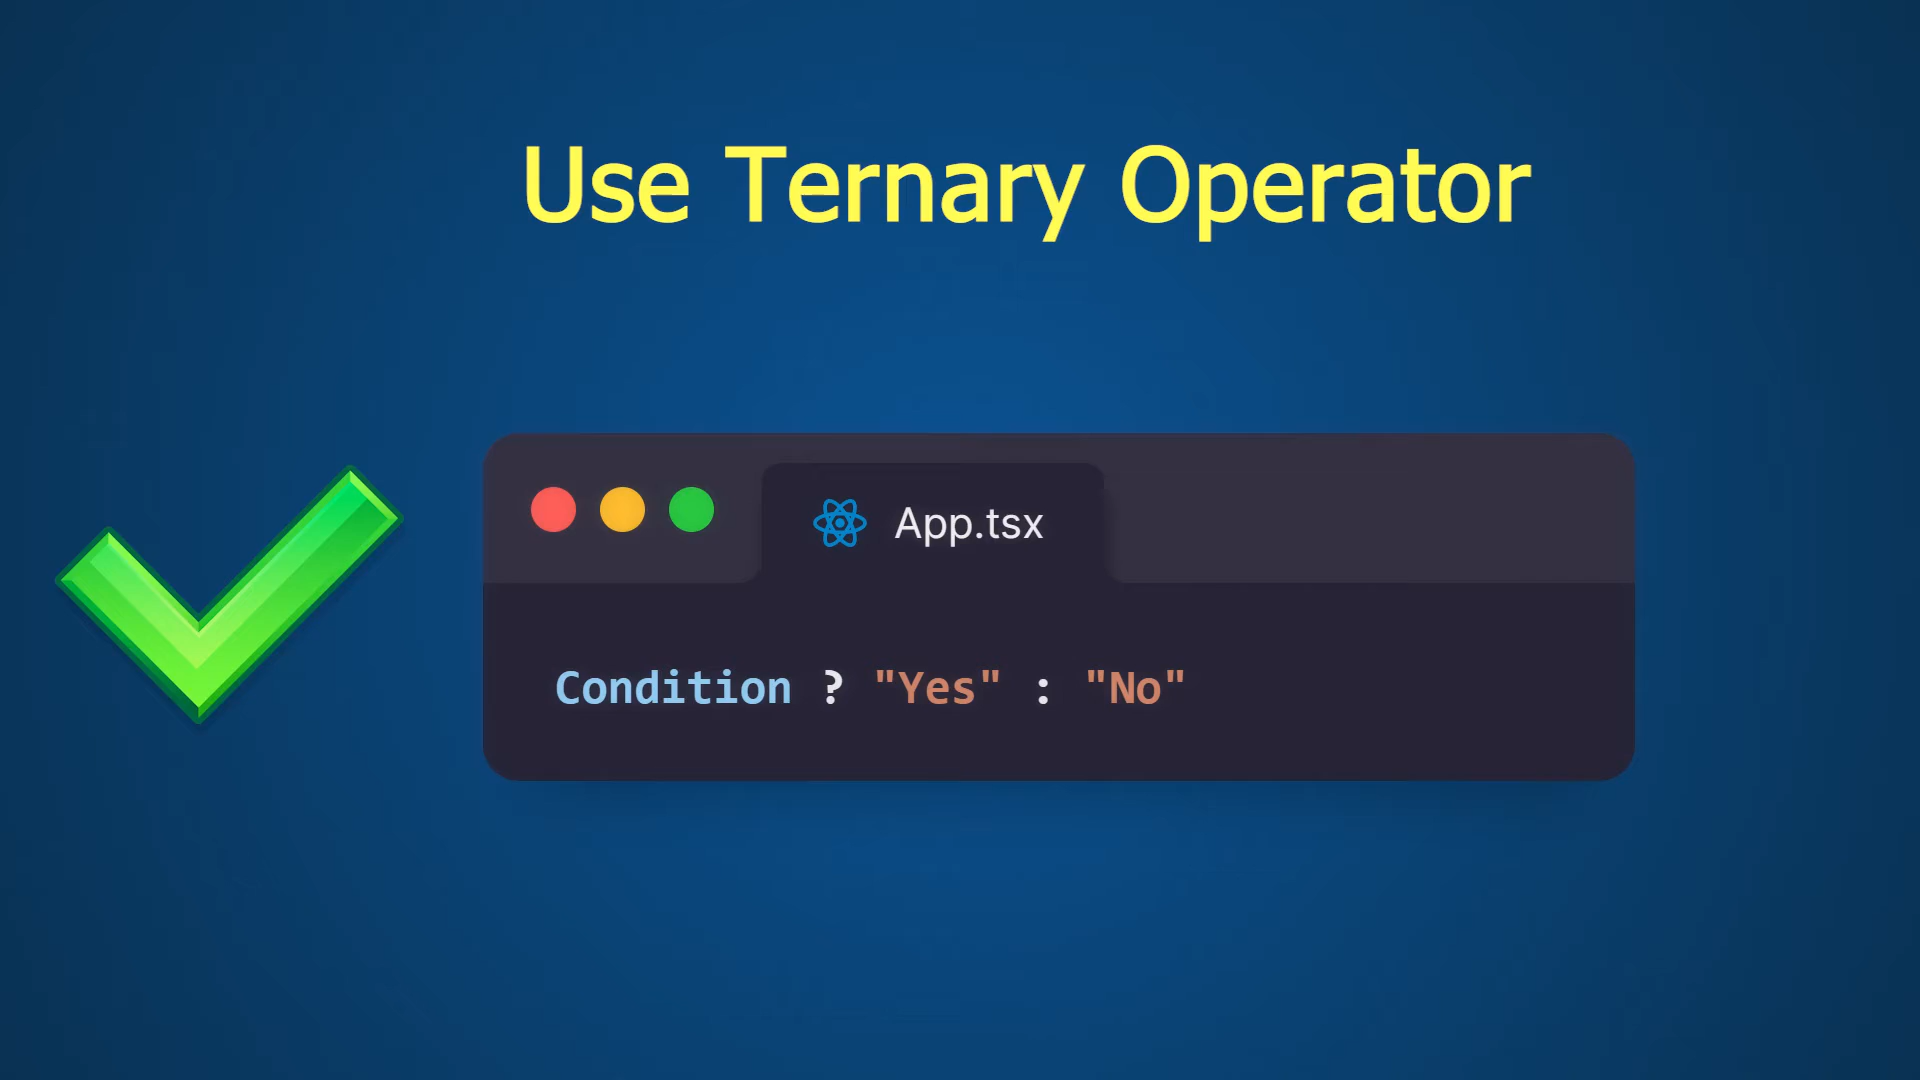 Use Ternary Operator
App.tsx
Condition ? "Yes" : "No"